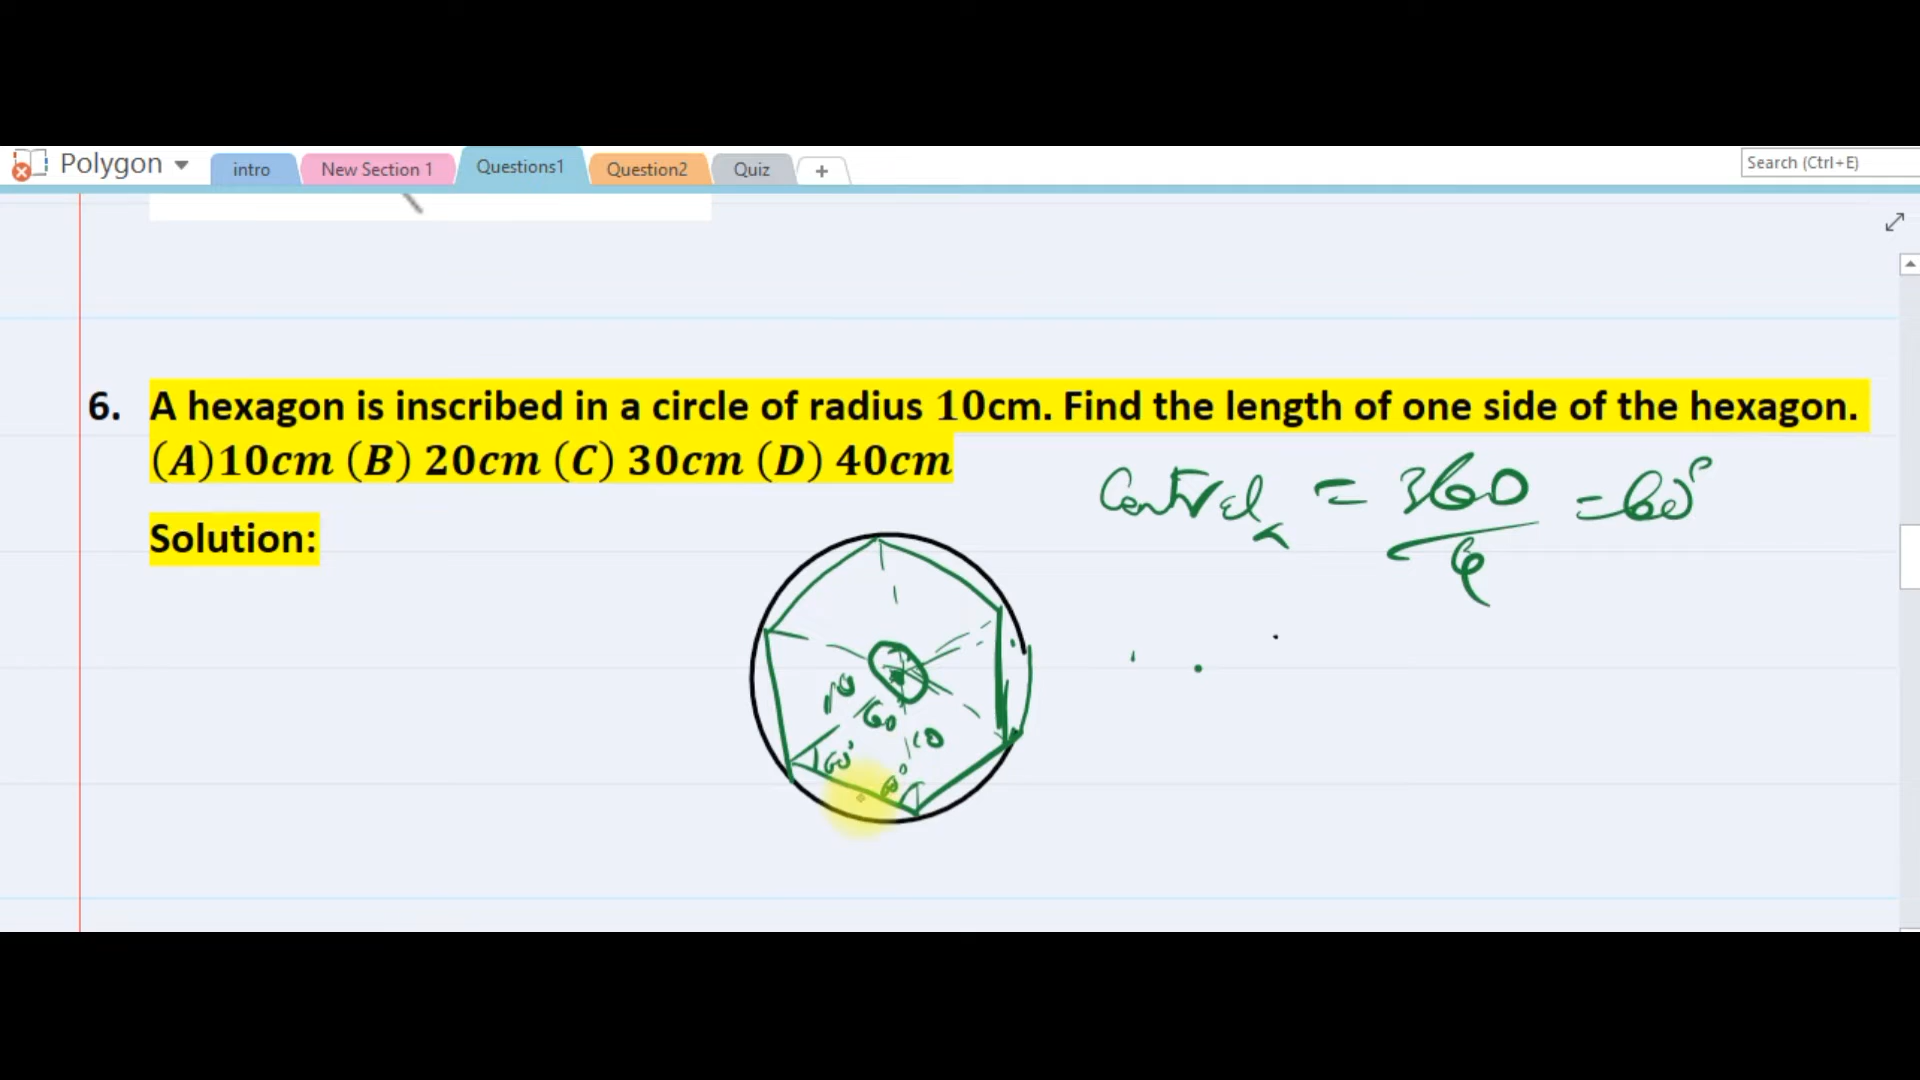 Polygon
intro
New Section 1
Questions1
Question2
Quiz
+
Search (Ctrl+E)
6. A hexagon is inscribed in a circle of radius 10cm. Find the length of one side of the hexagon.
(A)10cm (B) 20cm (C) 30cm (D) 40cm
Central < = 360/6 = 60°
Solution:
10
60
10
60°